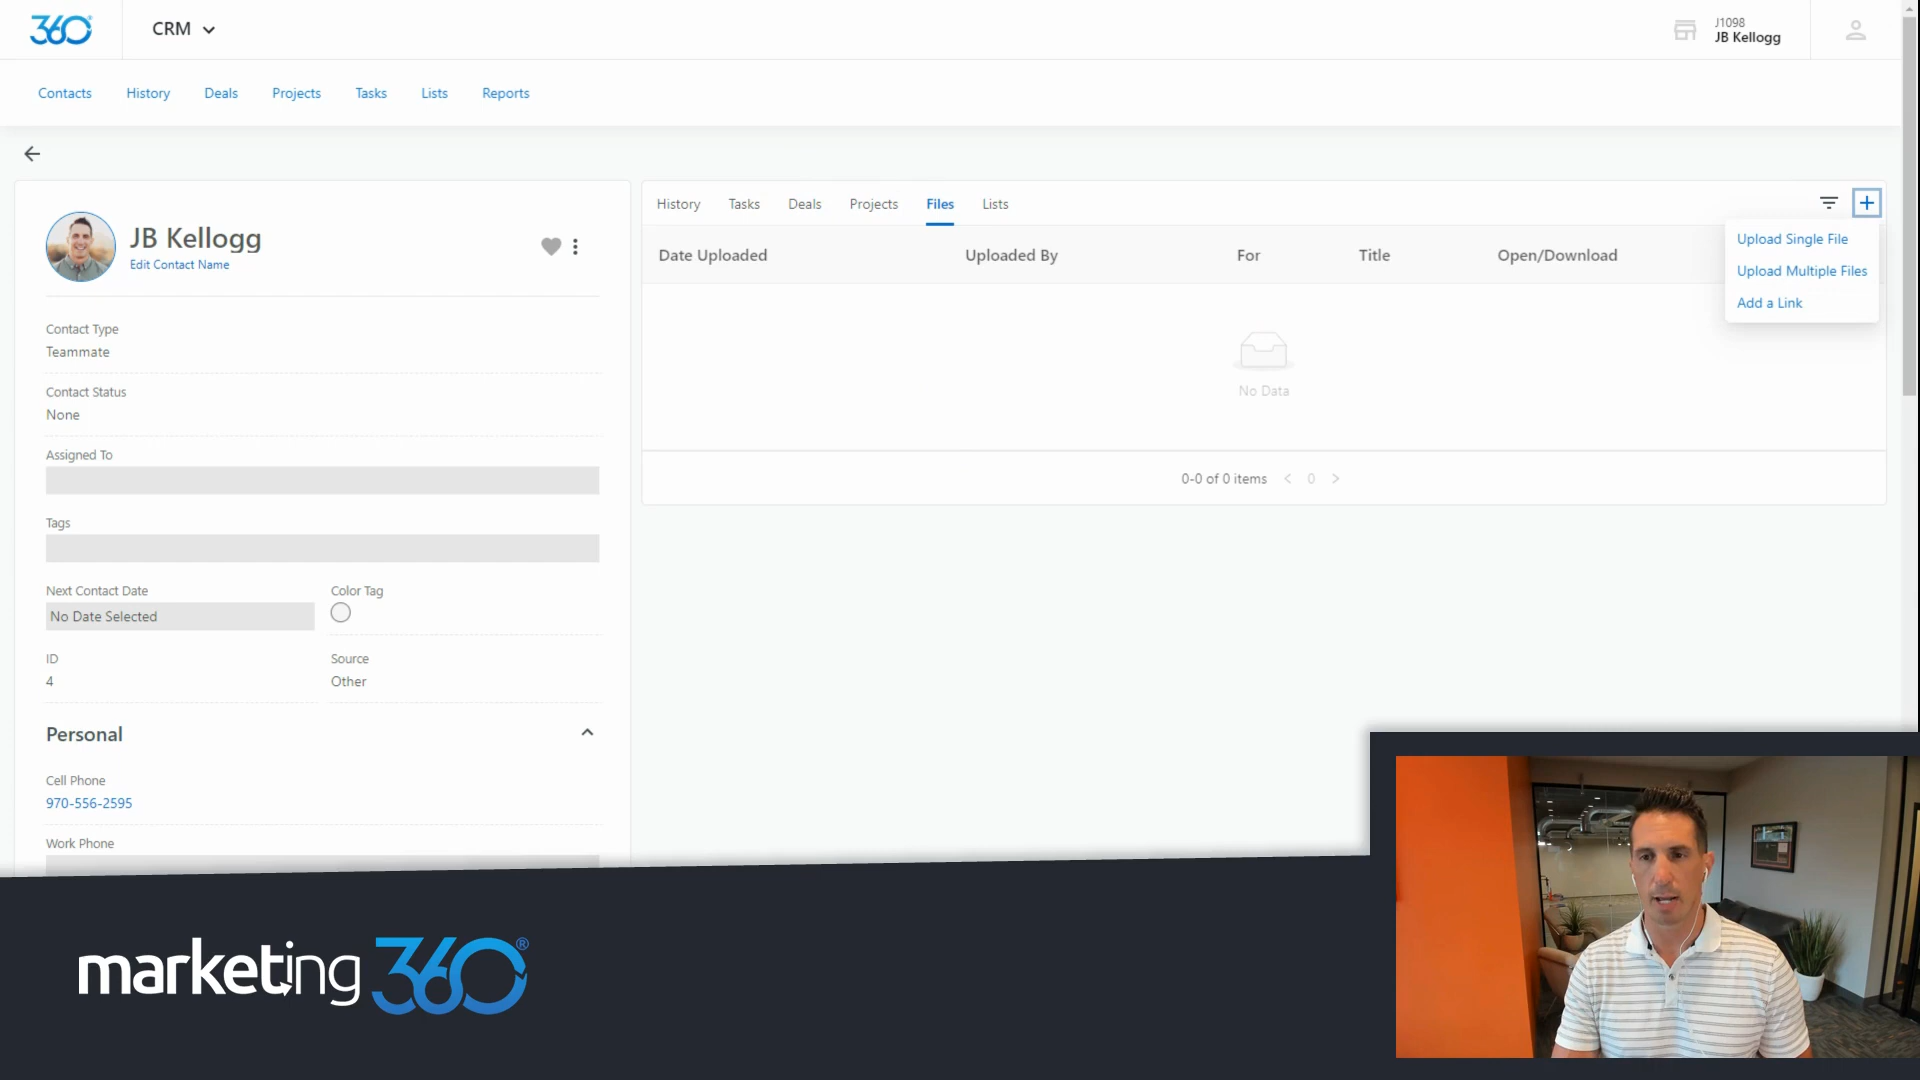 360
CRM
J1098
JB Kellogg
Contacts History Deals Projects Tasks Lists Reports
JB Kellogg
Edit Contact Name
Contact Type
Teammate
Contact Status
None
Assigned To
Tags
Next Contact Date Color Tag
No Date Selected
ID Source
4 Other
Personal
Cell Phone
970-556-2595
Work Phone
History Tasks Deals Projects Files Lists
Date Uploaded Uploaded By For Title Open/Download
Upload Single File
Upload Multiple Files
Add a Link
No Data
0-0 of 0 items < 0 >
marketing 360®